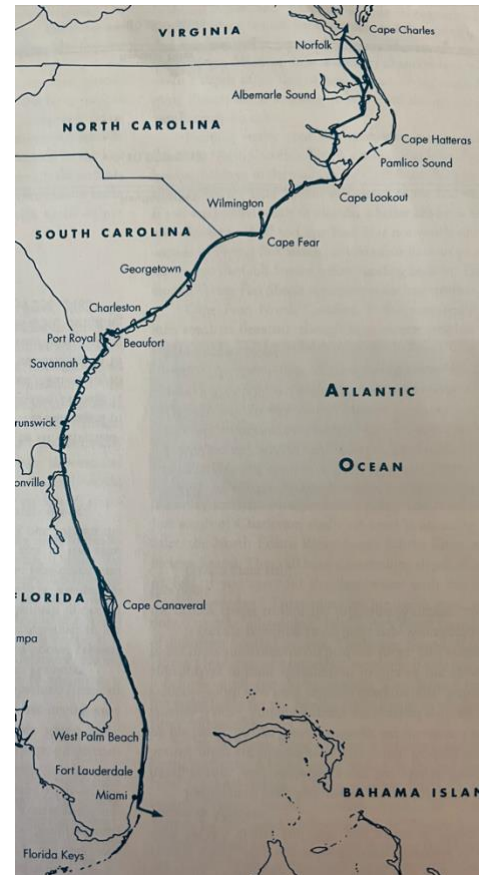 Cape Charles
VIRGINIA
Norfolk
Albemarle Sound
NORTH CAROLINA
Cape Hatteras
Pamlico Sound
Cape Lookout
Wilmington
SOUTH CAROLINA
Cape Fear
Georgetown
Charleston
Port Royal
Beaufort
Savannah
ATLANTIC
runswick
OCEAN
onville
FLORIDA
Cape Canaveral
mpa
West Palm Beach
Fort Lauderdale
Miami
BAHAMA ISLAN
Florida Keys